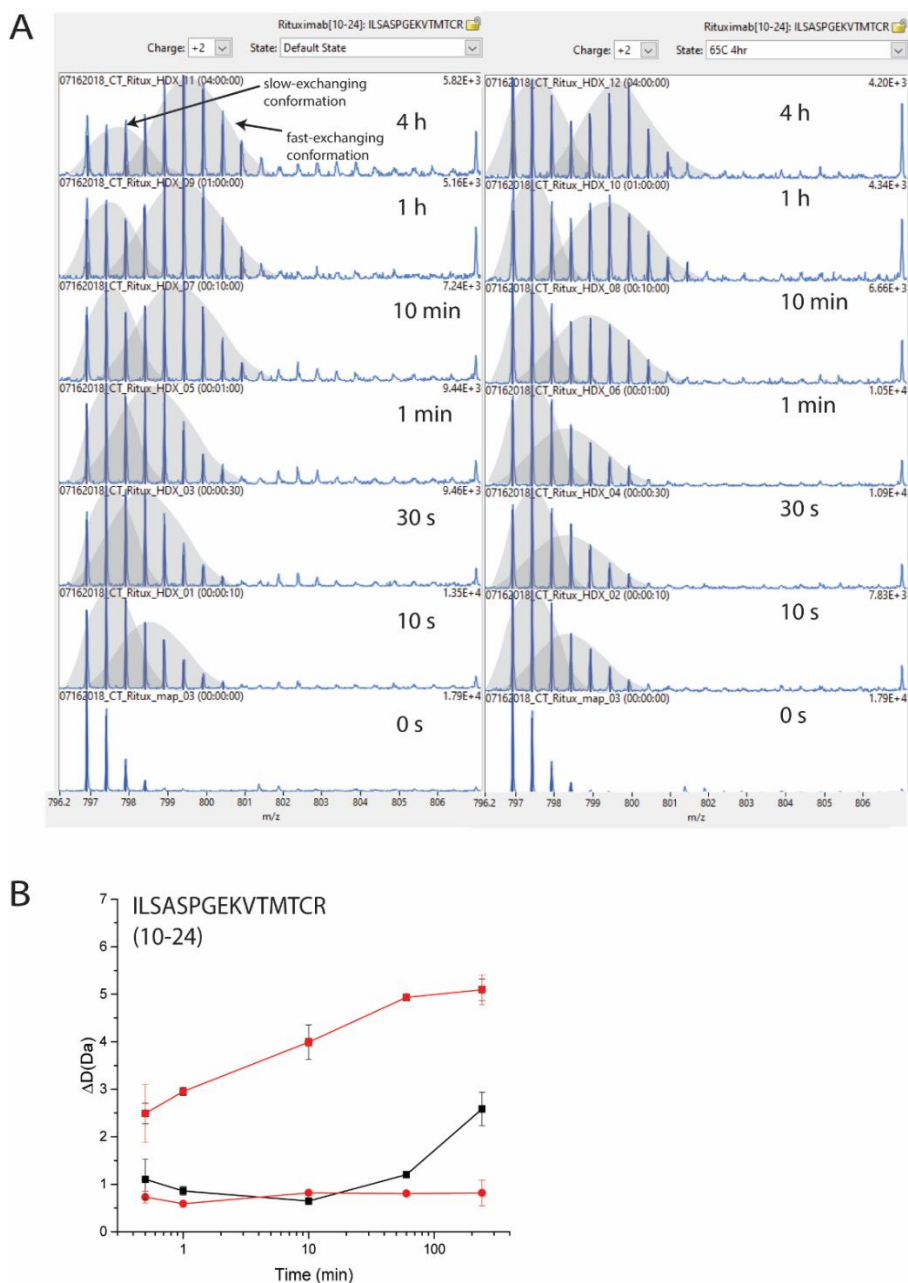 A
Rituximab[10-24]: ILSASPGEKVTMTCR
Charge: +2 State: Default State
07162018_CT_Ritux_HDX_11 (04:00:00) 5.82E+3
slow-exchanging
conformation
fast-exchanging
conformation
4 h
07162018_CT_Ritux_HDX_09 (01:00:00) 5.16E+3
1 h
07162018_CT_Ritux_HDX_07 (00:10:00) 7.24E+3
10 min
07162018_CT_Ritux_HDX_05 (00:01:00) 9.44E+3
1 min
07162018_CT_Ritux_HDX_03 (00:00:30) 9.46E+3
30 s
07162018_CT_Ritux_HDX_01 (00:00:10) 1.35E+4
10 s
07162018_CT_Ritux_map_03 (00:00:00) 1.79E+4
0 s
796.2 797 798 799 800 801 802 803 804 805 806
m/z
Rituximab[10-24]: ILSASPGEKVTMTCR
Charge: +2 State: 65C 4hr
07162018_CT_Ritux_HDX_12 (04:00:00) 4.20E+3
4 h
07162018_CT_Ritux_HDX_10 (01:00:00) 4.34E+3
1 h
07162018_CT_Ritux_HDX_08 (00:10:00) 6.66E+3
10 min
07162018_CT_Ritux_HDX_06 (00:01:00) 1.05E+4
1 min
07162018_CT_Ritux_HDX_04 (00:00:30) 1.09E+4
30 s
07162018_CT_Ritux_HDX_02 (00:00:10) 7.83E+3
10 s
07162018_CT_Ritux_map_03 (00:00:00) 1.79E+4
0 s
796.2 797 798 799 800 801 802 803 804 805 806
m/z
B
ILSASPGEKVTMTCR
(10-24)
7
6
5
4
3
2
1
0
ΔD(Da)
1 10 100
Time (min)